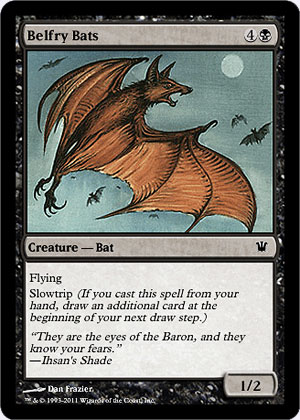 Belfry Bats 4
Creature — Bat
Flying
Slowtrip (If you cast this spell from your
hand, draw an additional card at the
beginning of your next draw step.)
"They are the eyes of the Baron, and they
know your fears."
—Ihsan's Shade
Dan Frazier
™ & © 1993-2011 Wizards of the Coast, Inc.
1/2